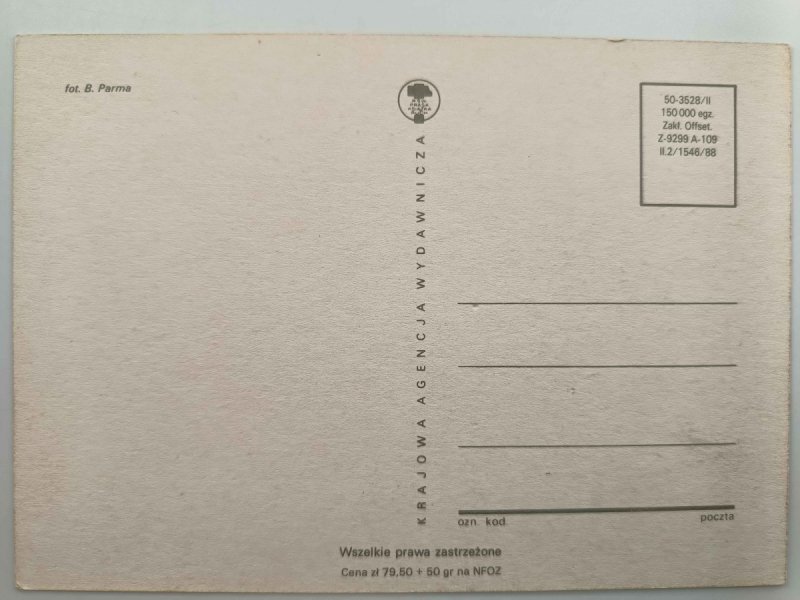 fot. B. Parma
50-3528/II
150 000 egz.
Zakł. Offset.
Z-9299 A-109
II.2/1546/88
KRAJOWA AGENCJA WYDAWNICZA
ozn. kod
poczta
Wszelkie prawa zastrzeżone
Cena zł 79,50 + 50 gr na NFOZ